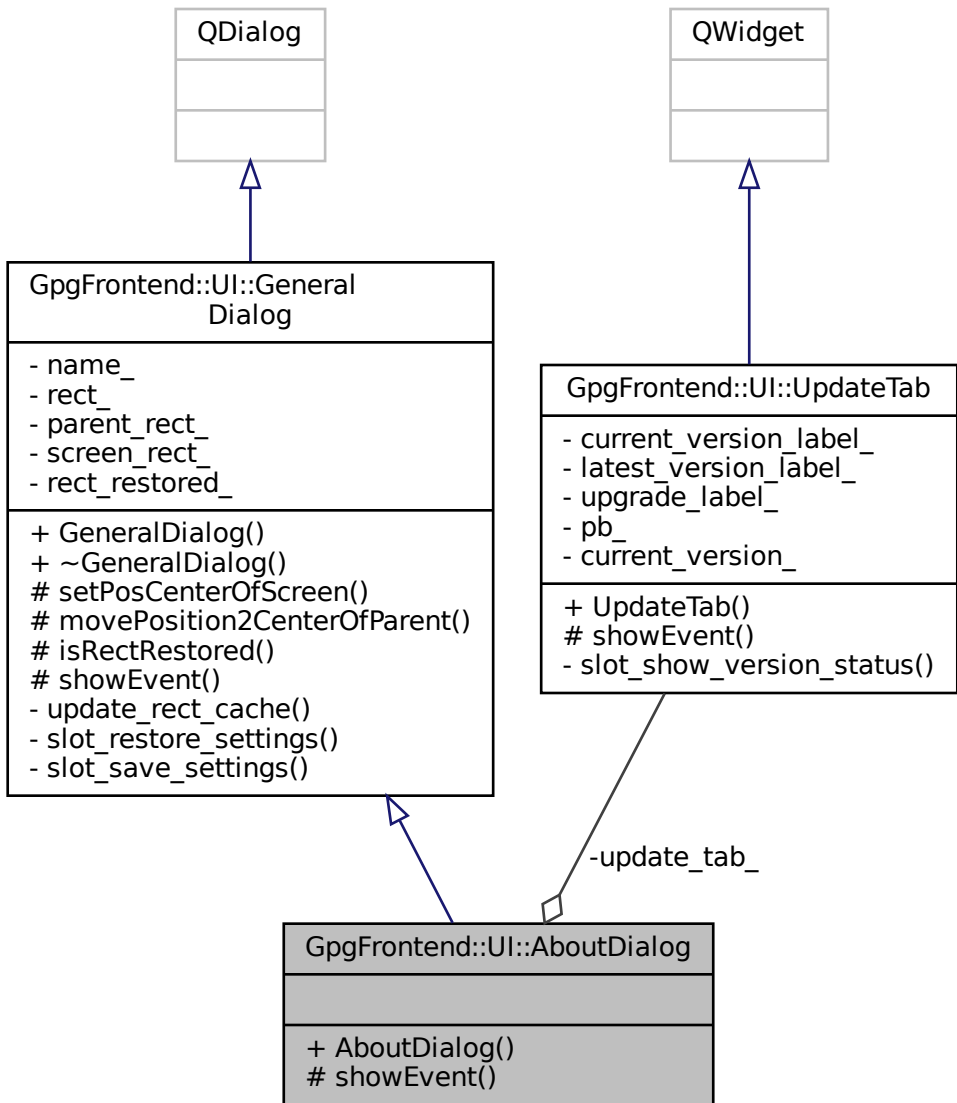 QDialog
QWidget
GpgFrontend::UI::General
Dialog
- name_
- rect_
- parent_rect_
- screen_rect_
- rect_restored_
+ GeneralDialog()
+ ~GeneralDialog()
# setPosCenterOfScreen()
# movePosition2CenterOfParent()
# isRectRestored()
# showEvent()
- update_rect_cache()
- slot_restore_settings()
- slot_save_settings()
GpgFrontend::UI::UpdateTab
- current_version_label_
- latest_version_label_
- upgrade_label_
- pb_
- current_version_
+ UpdateTab()
# showEvent()
- slot_show_version_status()
-update_tab_
GpgFrontend::UI::AboutDialog
+ AboutDialog()
# showEvent()